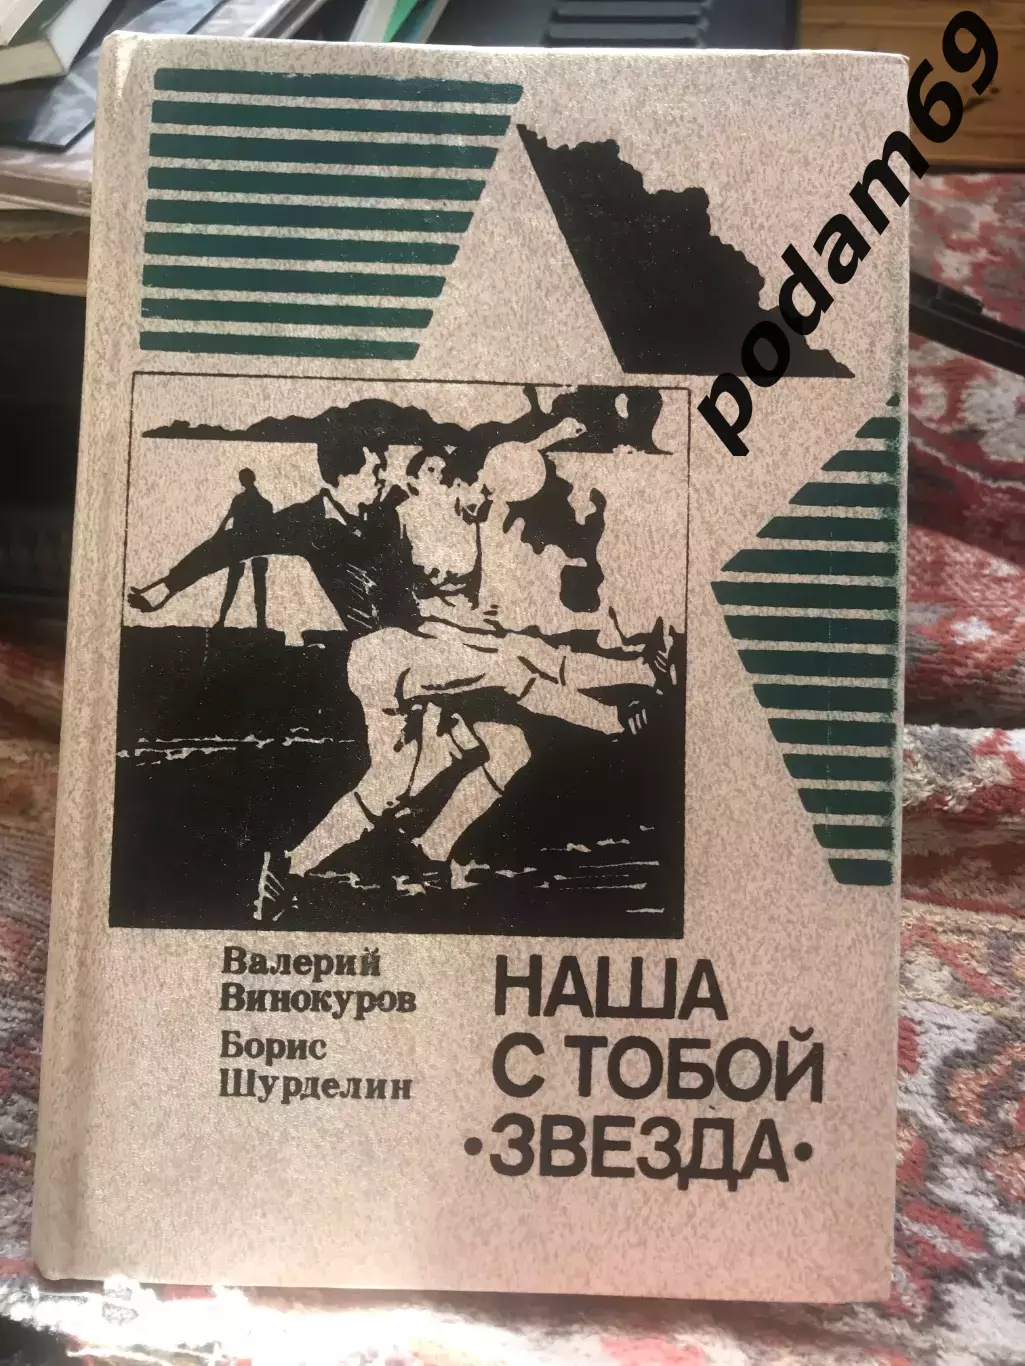 podam69
Валерий
Винокуров
Борис
Шурделин
НАША
С ТОБОЙ
•ЗВЕЗДА•